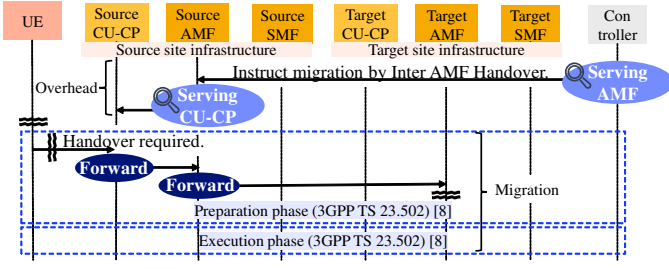 UE
Source
CU-CP
Source
AMF
Source
SMF
Target
CU-CP
Target
AMF
Target
SMF
Con
troller
Source site infrastructure
Target site infrastructure
Overhead
Instruct migration by Inter AMF Handover.
Serving
AMF
Serving
CU-CP
Handover required.
Forward
Forward
Migration
Preparation phase (3GPP TS 23.502) [8]
Execution phase (3GPP TS 23.502) [8]